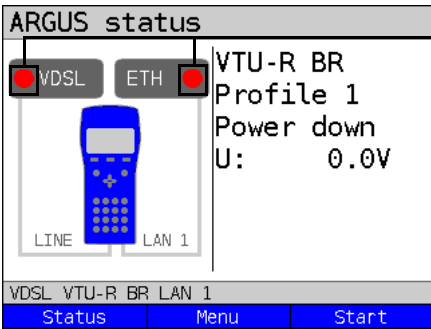 ARGUS status
VDSL ETH
VTU-R BR
Profile 1
Power down
U: 0.0V
LINE LAN 1
VDSL VTU-R BR LAN 1
Status Menu Start